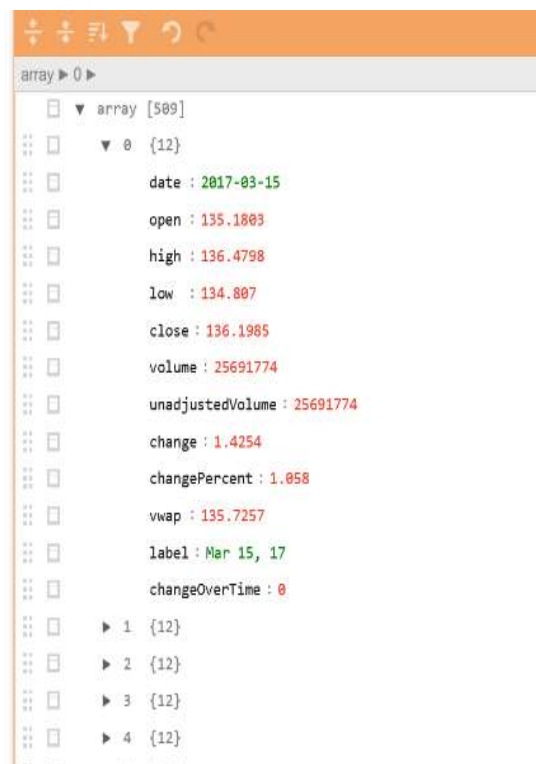 array ▶ 0 ▶
▼ array [509]
▼ 0 {12}
date : 2017-03-15
open : 135.1803
high : 136.4798
low : 134.807
close : 136.1985
volume : 25691774
unadjustedVolume : 25691774
change : 1.4254
changePercent : 1.058
vwap : 135.7257
label : Mar 15, 17
changeOverTime : 0
▶ 1 {12}
▶ 2 {12}
▶ 3 {12}
▶ 4 {12}